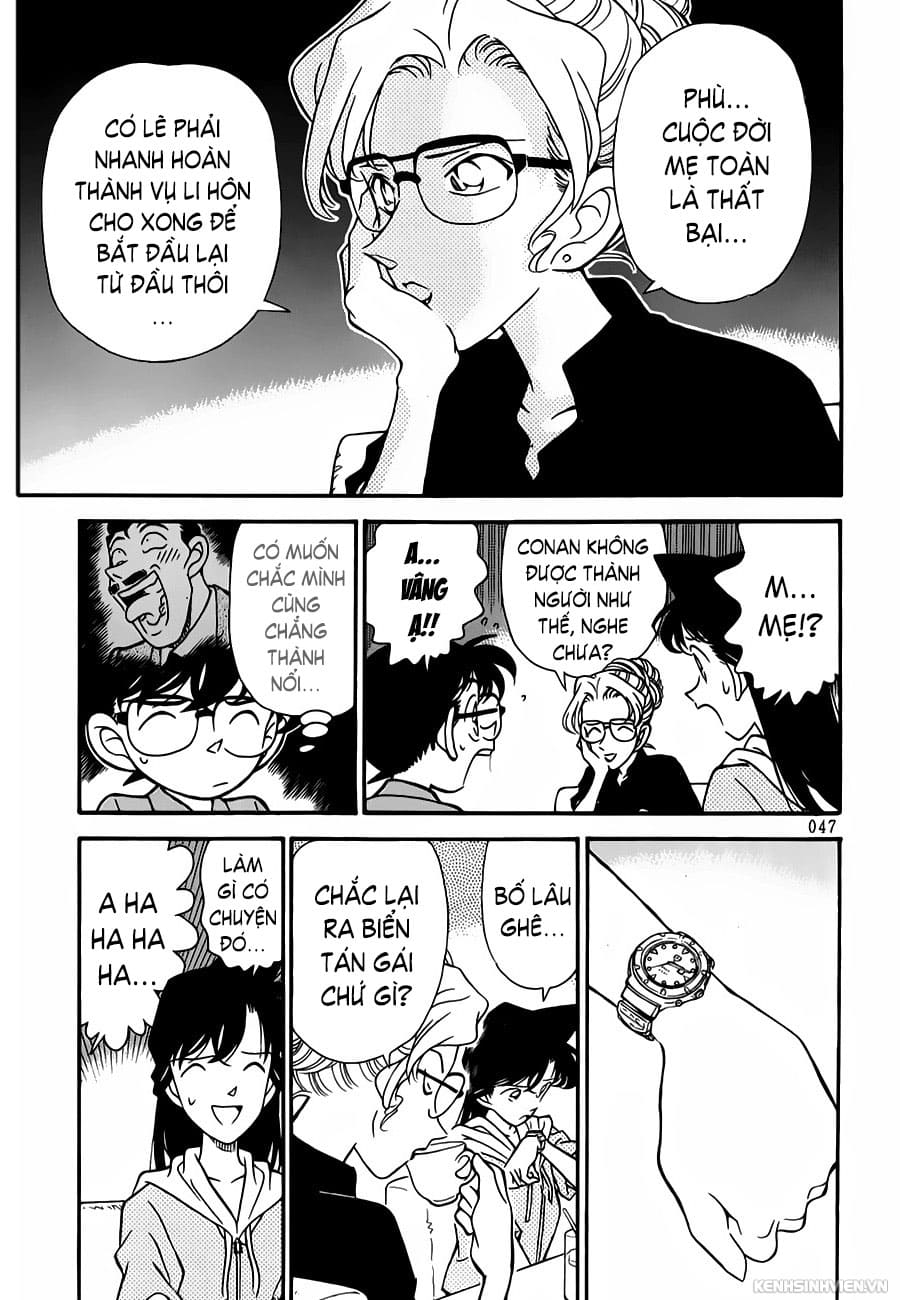 PHÙ...
CUỘC ĐỜI
MẸ TOÀN
LÀ THẤT
BẠI...
CÓ LẼ PHẢI
NHANH HOÀN
THÀNH VỤ LI HÔN
CHO XONG ĐỂ
BẮT ĐẦU LẠI
TỪ ĐẦU THÔI
...
M...
MẸ!?
CONAN KHÔNG
ĐƯỢC THÀNH
NGƯỜI NHƯ
THẾ, NGHE
CHƯA?
A...
VÂNG
Ạ!!
CÓ MUỐN
CHẮC MÌNH
CŨNG
CHẲNG
THÀNH
NỔI...
047
BỐ LÂU
GHÊ...
CHẮC LẠI
RA BIỂN
TÁN GÁI
CHỨ GÌ?
LÀM
GÌ CÓ
CHUYỆN
ĐÓ...
A HA
HA HA
HA...
KENHSINHVIEN.VN